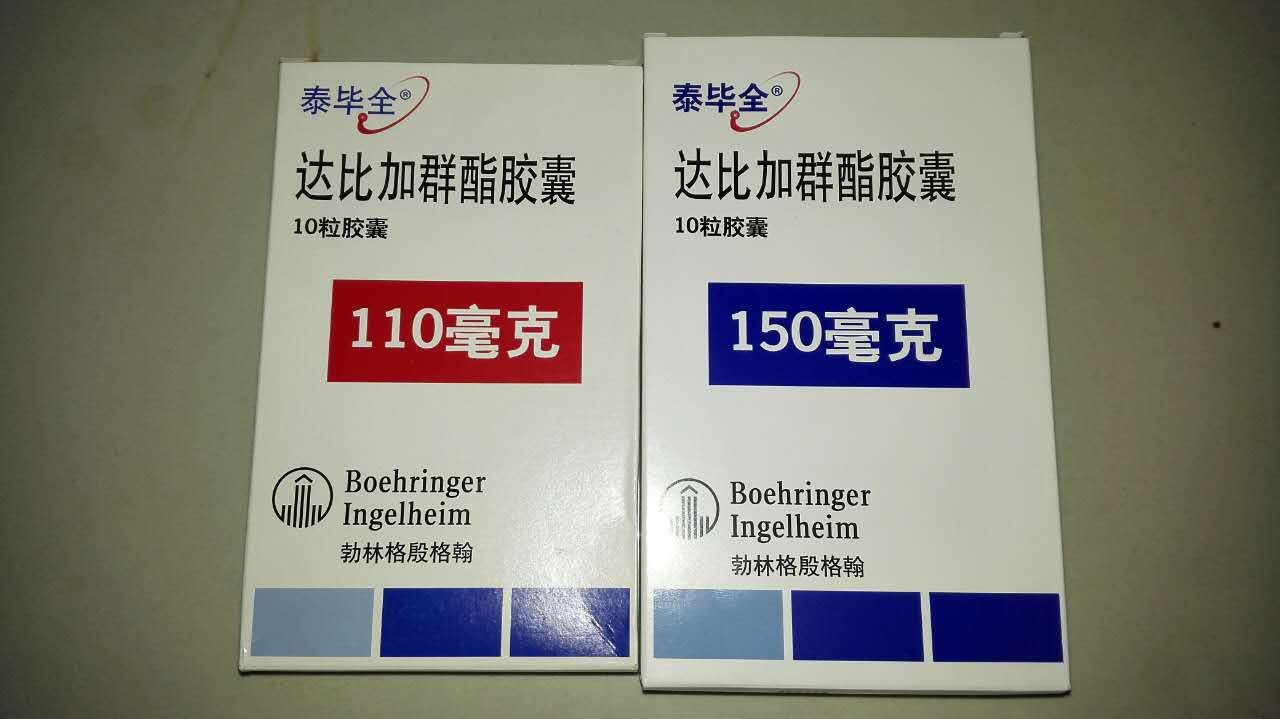 泰毕全®
达比加群酯胶囊
10粒胶囊
110毫克
Boehringer
Ingelheim
勃林格殷格翰
泰毕全®
达比加群酯胶囊
10粒胶囊
150毫克
Boehringer
Ingelheim
勃林格殷格翰